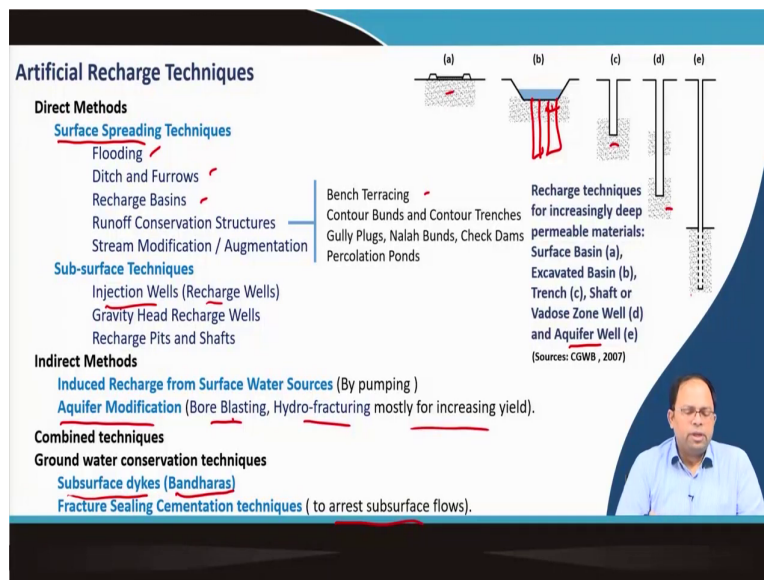 Artificial Recharge Techniques
Direct Methods
Surface Spreading Techniques
Flooding
Ditch and Furrows
Recharge Basins
Runoff Conservation Structures
Stream Modification / Augmentation
Bench Terracing
Contour Bunds and Contour Trenches
Gully Plugs, Nalah Bunds, Check Dams
Percolation Ponds
Sub-surface Techniques
Injection Wells (Recharge Wells)
Gravity Head Recharge Wells
Recharge Pits and Shafts
Indirect Methods
Induced Recharge from Surface Water Sources (By pumping )
Aquifer Modification (Bore Blasting, Hydro-fracturing mostly for increasing yield).
Combined techniques
Ground water conservation techniques
Subsurface dykes (Bandharas)
Fracture Sealing Cementation techniques ( to arrest subsurface flows).
(a) (b) (c) (d) (e)
Recharge techniques
for increasingly deep
permeable materials:
Surface Basin (a),
Excavated Basin (b),
Trench (c), Shaft or
Vadose Zone Well (d)
and Aquifer Well (e)
(Sources: CGWB , 2007)